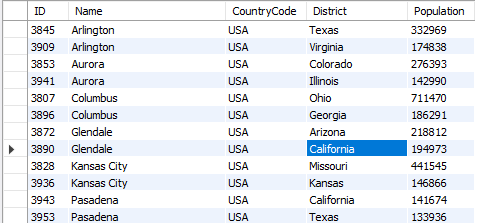 ID Name CountryCode District Population
3845 Arlington USA Texas 332969
3909 Arlington USA Virginia 174838
3853 Aurora USA Colorado 276393
3941 Aurora USA Illinois 142990
3807 Columbus USA Ohio 711470
3896 Columbus USA Georgia 186291
3872 Glendale USA Arizona 218812
3890 Glendale USA California 194973
3828 Kansas City USA Missouri 441545
3936 Kansas City USA Kansas 146866
3943 Pasadena USA California 141674
3953 Pasadena USA Texas 133936